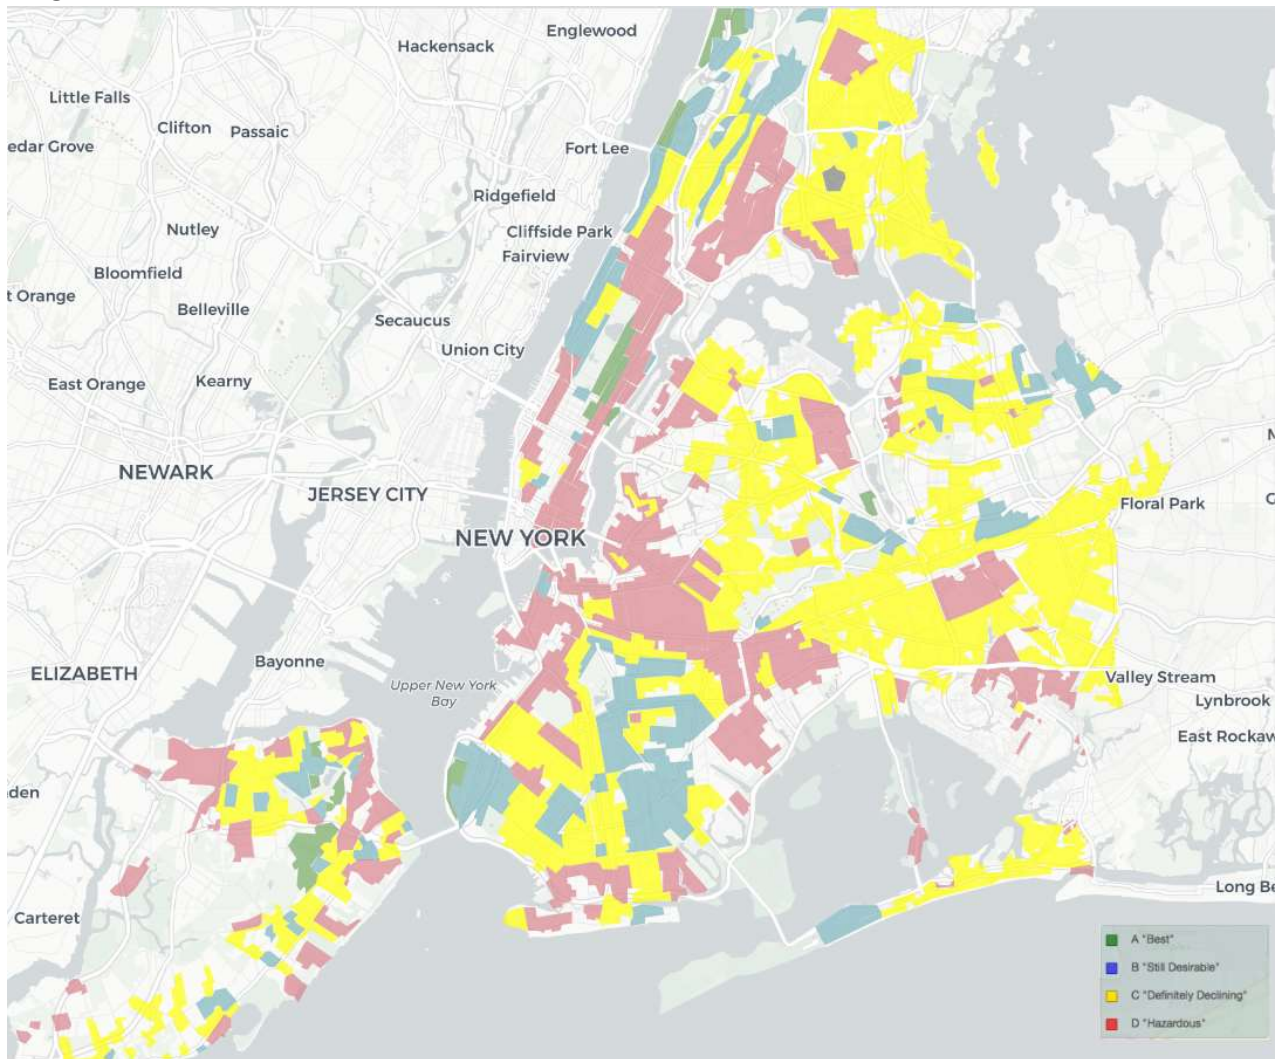 Englewood
Hackensack
Little Falls
Clifton
Passaic
edar Grove
Fort Lee
Ridgefield
Nutley
Cliffside Park
Fairview
Bloomfield
t Orange
Belleville
Secaucus
Union City
East Orange
Kearny
NEWARK
JERSEY CITY
Floral Park
NEW YORK
ELIZABETH
Bayonne
Upper New York
Bay
Valley Stream
Lynbrook
East Rockaw
den
Long Be
Carteret
A "Best"
B "Still Desirable"
C "Definitely Declining"
D "Hazardous"